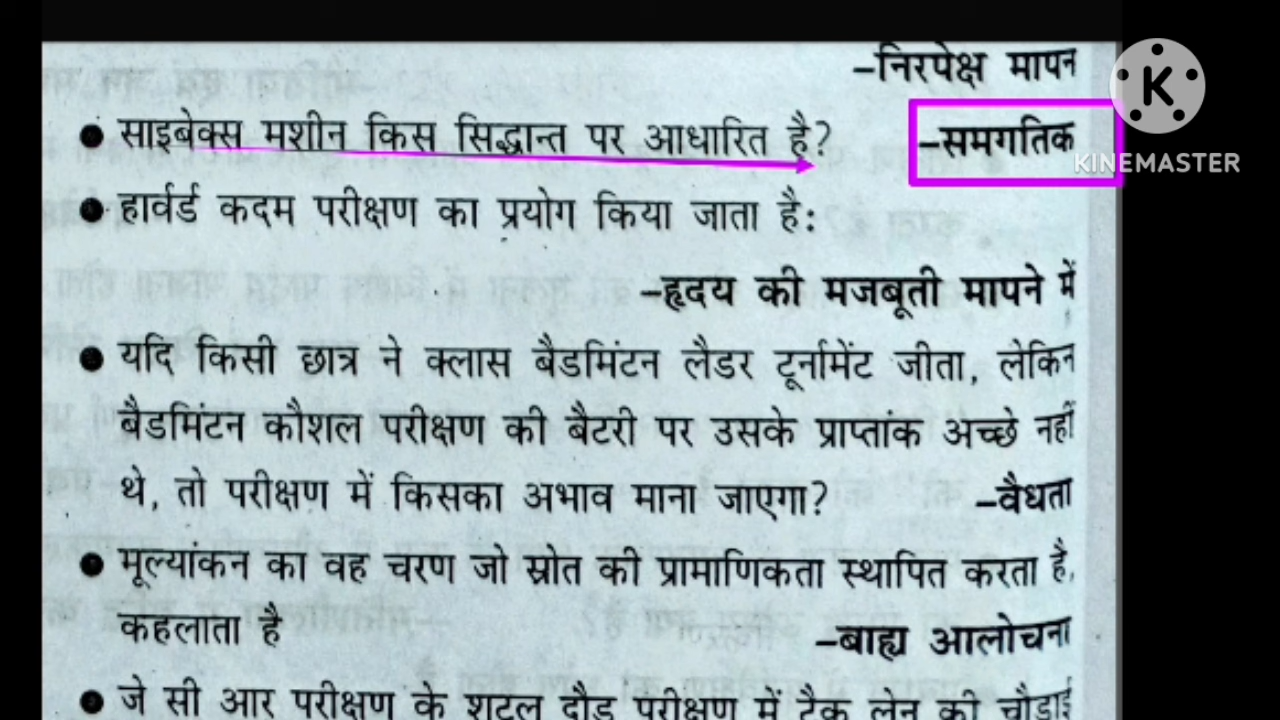 –निरपेक्ष मापन
● साइबेक्स मशीन किस सिद्धान्त पर आधारित है? –समगतिक
K
KINEMASTER
● हार्वर्ड कदम परीक्षण का प्रयोग किया जाता है:
–हृदय की मजबूती मापने में
● यदि किसी छात्र ने क्लास बैडमिंटन लैडर टूर्नामेंट जीता, लेकिन
बैडमिंटन कौशल परीक्षण की बैटरी पर उसके प्राप्तांक अच्छे नहीं
थे, तो परीक्षण में किसका अभाव माना जाएगा? –वैधता
● मूल्यांकन का वह चरण जो स्रोत की प्रामाणिकता स्थापित करता है,
कहलाता है –बाह्य आलोचना
● जे सी आर परीक्षण के शटल दौड़ परीक्षण में टैक लेन की चौड़ाई